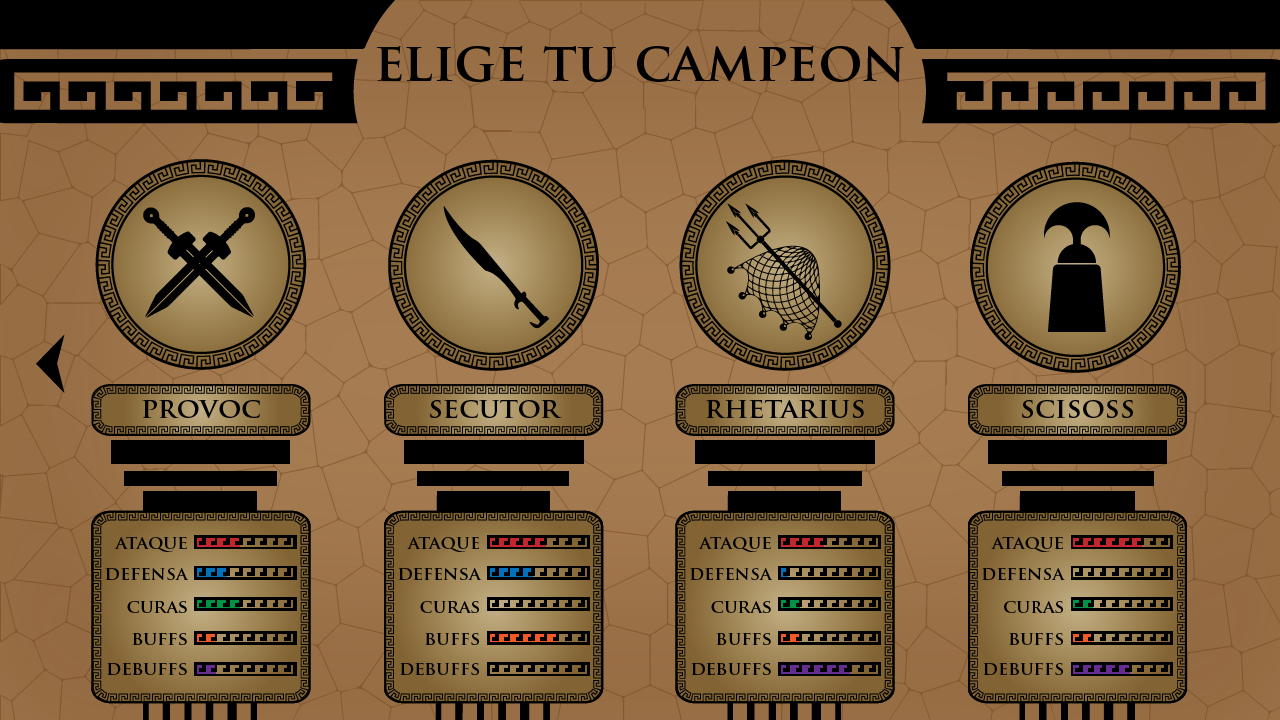 ELIGE TU CAMPEON
PROVOC
SECUTOR
RHETARIUS
SCISOSS
ATAQUE
DEFENSA
CURAS
BUFFS
DEBUFFS
ATAQUE
DEFENSA
CURAS
BUFFS
DEBUFFS
ATAQUE
DEFENSA
CURAS
BUFFS
DEBUFFS
ATAQUE
DEFENSA
CURAS
BUFFS
DEBUFFS